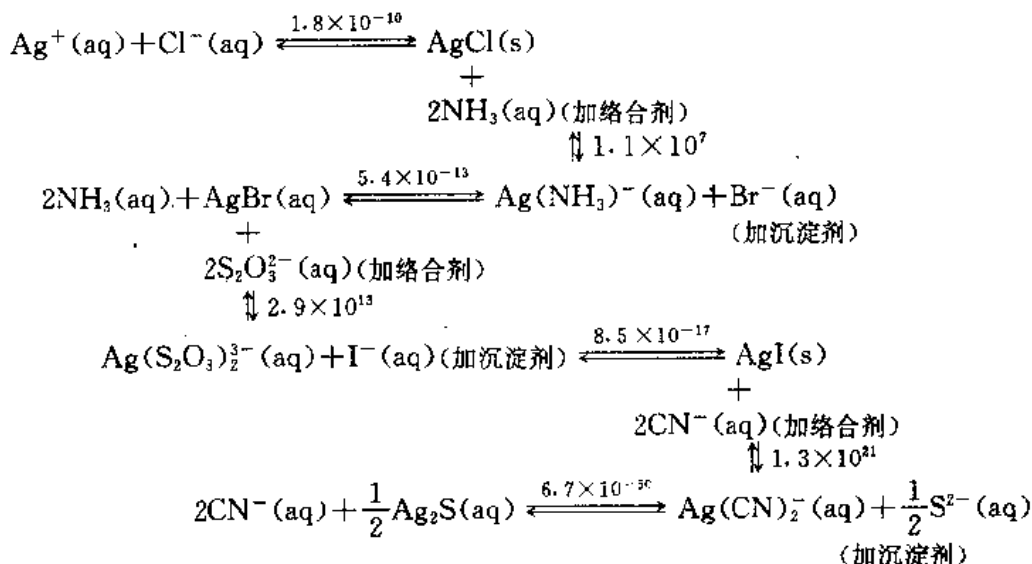 1.8×10⁻¹⁰
Ag⁺(aq)+Cl⁻(aq) ⇌ AgCl(s)
+
2NH₃(aq)(加络合剂)
⇅ 1.1×10⁷
5.4×10⁻¹³
2NH₃(aq)+AgBr(aq) ⇌ Ag(NH₃)⁻(aq)+Br⁻(aq)
+ (加沉淀剂)
2S₂O₃²⁻(aq)(加络合剂)
⇅ 2.9×10¹³
8.5×10⁻¹⁷
Ag(S₂O₃)₂³⁻(aq)+I⁻(aq)(加沉淀剂) ⇌ AgI(s)
+
2CN⁻(aq)(加络合剂)
⇅ 1.3×10²¹
6.7×10⁻⁵⁰
2CN⁻(aq)+1/2Ag₂S(aq) ⇌ Ag(CN)₂⁻(aq)+1/2S²⁻(aq)
(加沉淀剂)